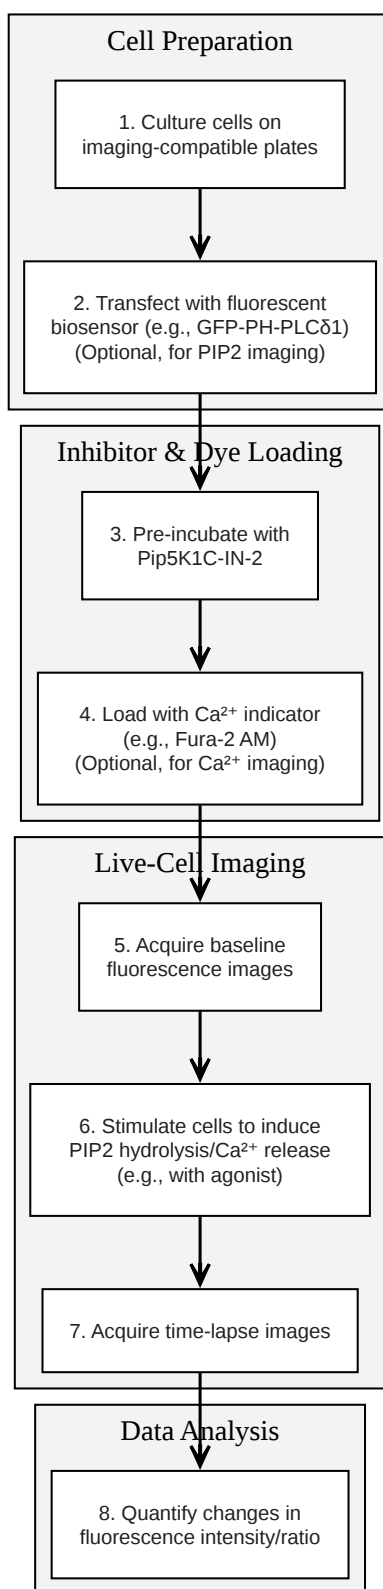 Cell Preparation
1. Culture cells on
imaging-compatible plates
2. Transfect with fluorescent
biosensor (e.g., GFP-PH-PLCδ1)
(Optional, for PIP2 imaging)
Inhibitor & Dye Loading
3. Pre-incubate with
Pip5K1C-IN-2
4. Load with Ca²⁺ indicator
(e.g., Fura-2 AM)
(Optional, for Ca²⁺ imaging)
Live-Cell Imaging
5. Acquire baseline
fluorescence images
6. Stimulate cells to induce
PIP2 hydrolysis/Ca²⁺ release
(e.g., with agonist)
7. Acquire time-lapse images
Data Analysis
8. Quantify changes in
fluorescence intensity/ratio